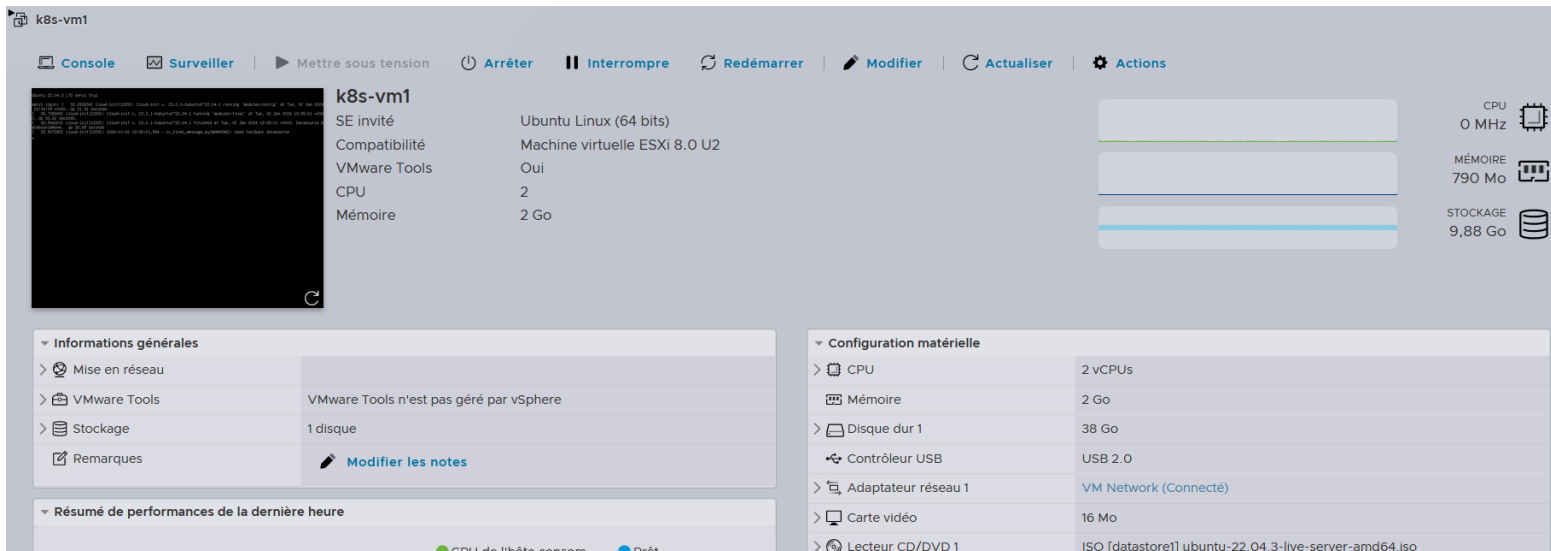 k8s-vm1
Console Surveiller Mettre sous tension Arrêter Interrompre Redémarrer Modifier Actualiser Actions
k8s-vm1
SE invité Ubuntu Linux (64 bits)
Compatibilité Machine virtuelle ESXi 8.0 U2
VMware Tools Oui
CPU 2
Mémoire 2 Go
CPU
0 MHz
MÉMOIRE
790 Mo
STOCKAGE
9,88 Go
Informations générales
Mise en réseau
VMware Tools VMware Tools n'est pas géré par vSphere
Stockage 1 disque
Remarques Modifier les notes
Résumé de performances de la dernière heure
CPU de l'hôte consom Prêt
Configuration matérielle
CPU 2 vCPUs
Mémoire 2 Go
Disque dur 1 38 Go
Contrôleur USB USB 2.0
Adaptateur réseau 1 VM Network (Connecté)
Carte vidéo 16 Mo
Lecteur CD/DVD 1 ISO [datastore1] ubuntu-22.04.3-live-server-amd64.iso